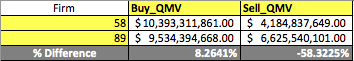 Firm Buy_QMV Sell_QMV
58 $10,393,311,861.00 $ 4,184,837,649.00
89 $ 9,534,394,668.00 $ 6,625,540,101.00
% Difference 8.2641% -58.3225%